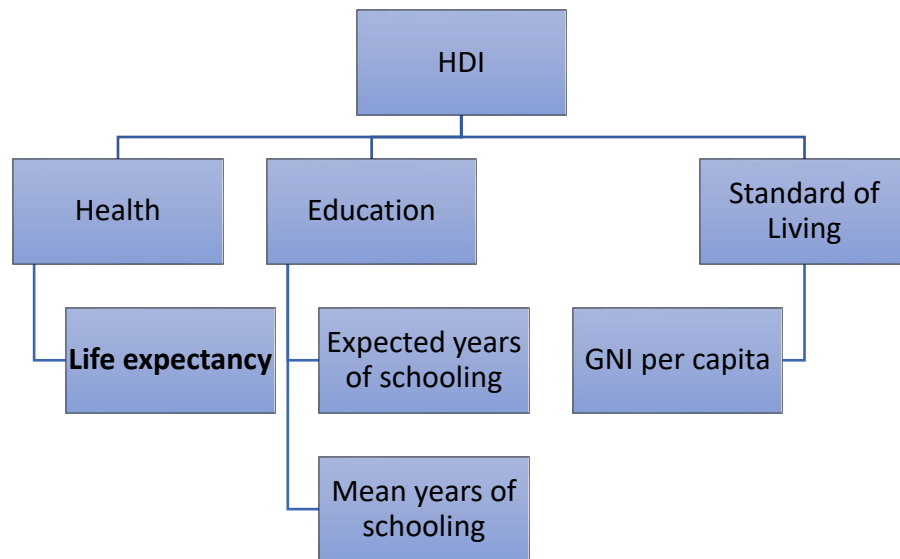 HDI
Health
Education
Standard of
Living
Life expectancy
Expected years
of schooling
GNI per capita
Mean years of
schooling